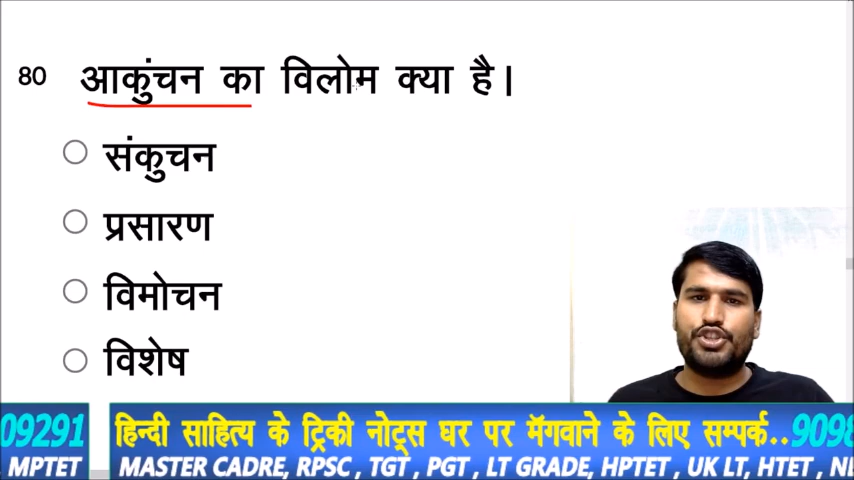 80 आकुंचन का विलोम क्या है।
संकुचन
प्रसारण
विमोचन
विशेष
09291 हिन्दी साहित्य के ट्रिकी नोट्स घर पर मॅगवाने के लिए सम्पर्क..9098
MPTET MASTER CADRE, RPSC , TGT , PGT , LT GRADE, HPTET , UK LT, HTET , NE